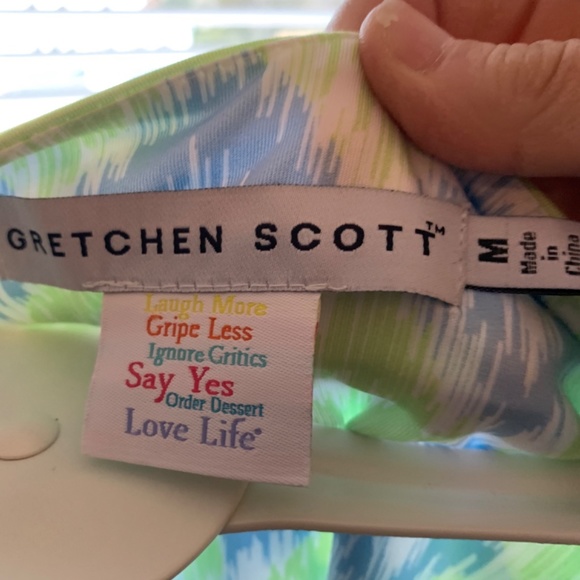 GRETCHEN SCOTT™
M
Made
in
China
Laugh More
Gripe Less
Ignore Critics
Say Yes
Order Dessert
Love Life®